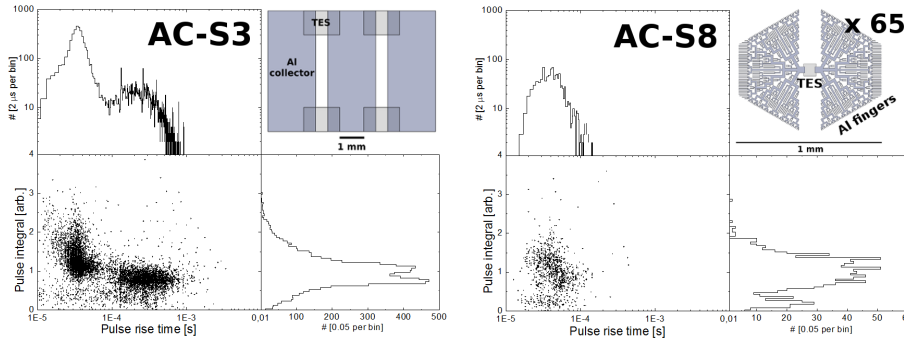 AC-S3
# [2 μs per bin]
1000
100
10
4
TES
Al
collector
1 mm
Pulse integral [arb.]
3
2
1
0
1E-5
1E-4
1E-3
0.01
Pulse rise time [s]
100
200
300
400
500
# [0.05 per bin]
AC-S8
x 65
# [2 μs per bin]
1000
100
10
4
TES
Al fingers
1 mm
Pulse integral [arb.]
3
2
1
0
1E-5
1E-4
1E-3
0.01
Pulse rise time [s]
10
20
30
40
50
60
# [0.05 per bin]